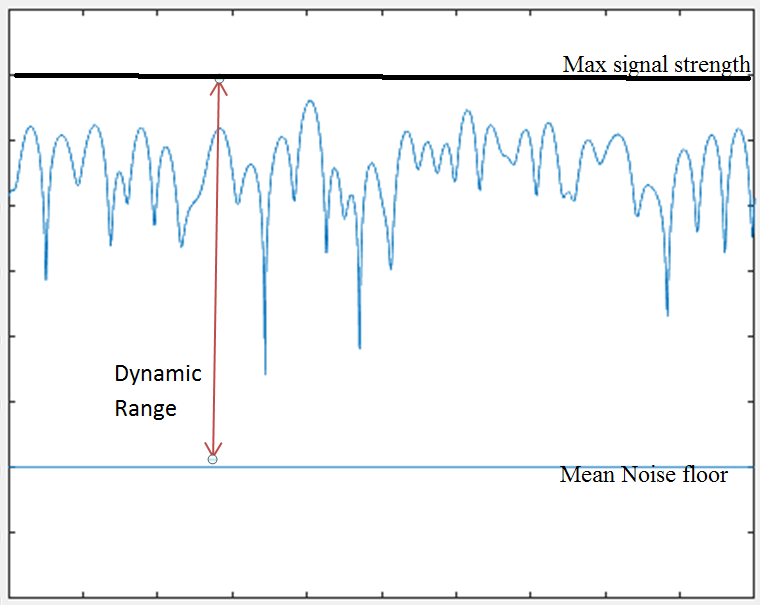 Max signal strength
Dynamic
Range
Mean Noise floor